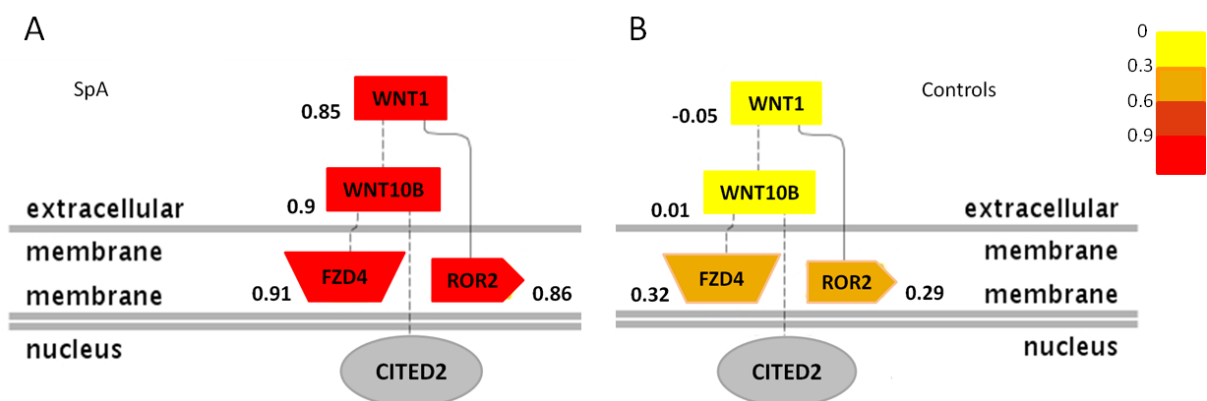 A
SpA
WNT1
0.85
WNT10B
0.9
extracellular
membrane
FZD4
ROR2
membrane
0.91
0.86
nucleus
CITED2
B
Controls
WNT1
-0.05
WNT10B
0.01
extracellular
membrane
FZD4
ROR2
0.32
0.29
membrane
nucleus
CITED2
0
0.3
0.6
0.9